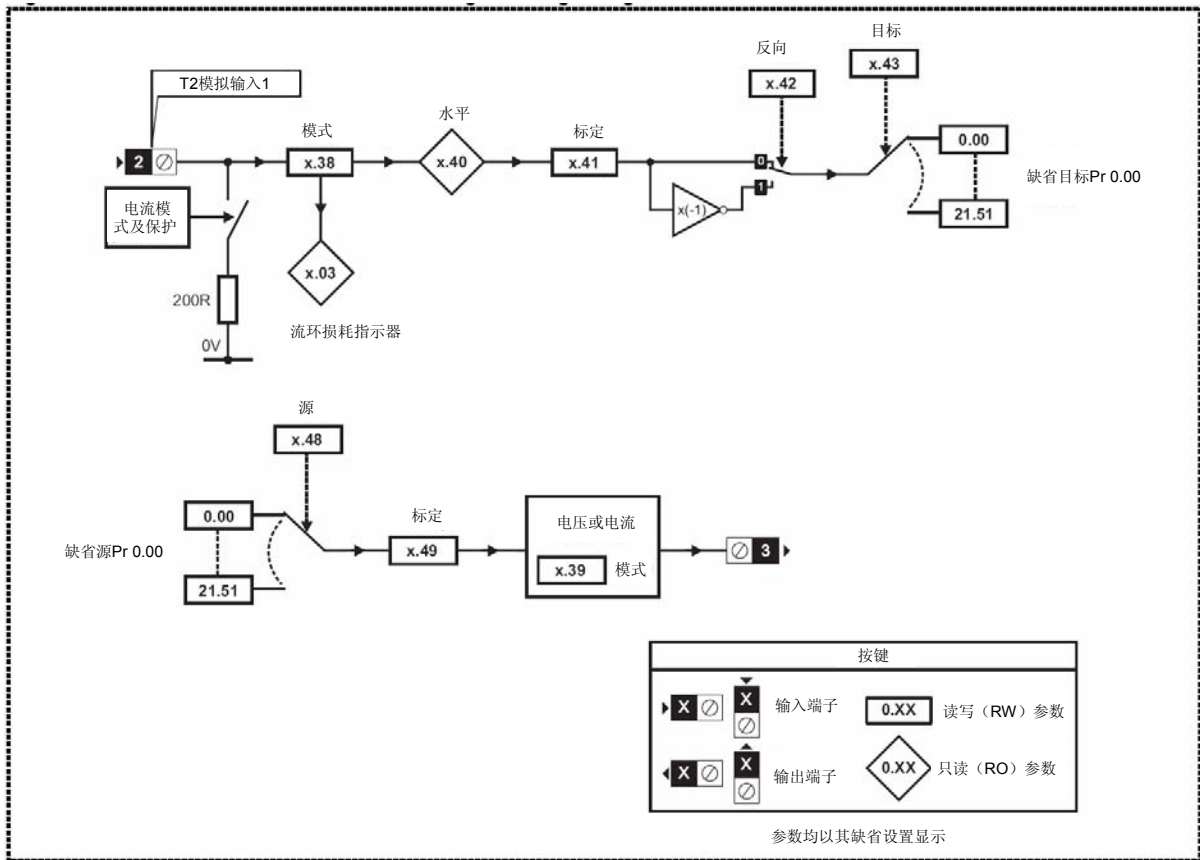 T2模拟输入1
2
模式
x.38
水平
x.40
标定
x.41
反向
x.42
目标
x.43
0
1
x(-1)
0.00
21.51
缺省目标Pr 0.00
电流模
式及保护
x.03
200R
流环损耗指示器
0V
源
x.48
0.00
缺省源Pr 0.00
21.51
标定
x.49
电压或电流
x.39
模式
3
按键
X
X
输入端子
0.XX
读写（RW）参数
X
X
输出端子
0.XX
只读（RO）参数
参数均以其缺省设置显示